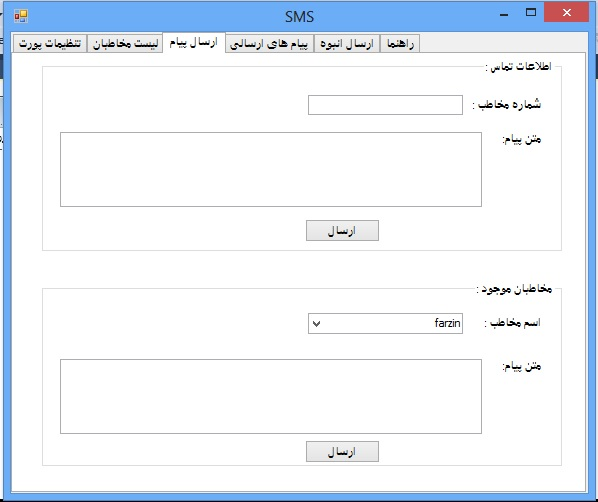 SMS
تنظیمات پورت
لیست مخاطبان
ارسال پیام
پیام های ارسالی
ارسال انبوه
راهنما
اطلاعات تماس :
شماره مخاطب :
متن پیام:
ارسال
مخاطبان موجود :
اسم مخاطب :
farzin
متن پیام:
ارسال